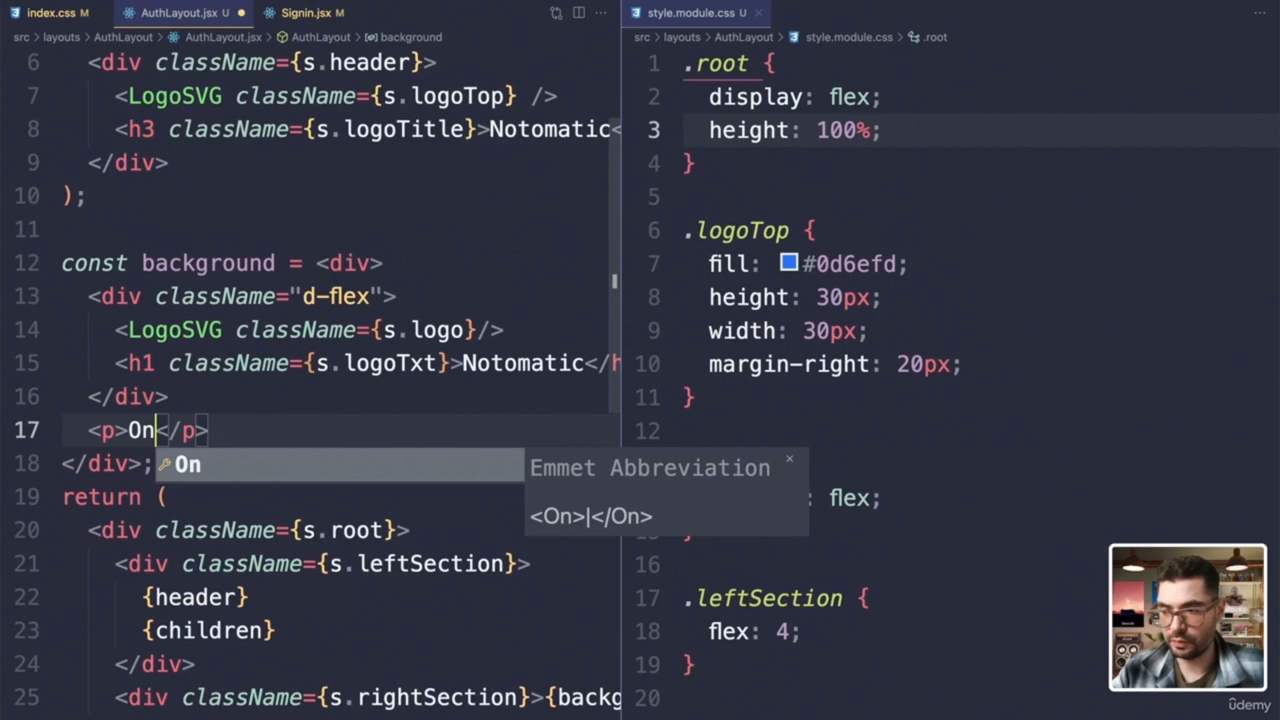 index.css M AuthLayout.jsx U Signin.jsx M
src > layouts > AuthLayout > AuthLayout.jsx > AuthLayout > background
6 <div className={s.header}>
7 <LogoSVG className={s.logoTop} />
8 <h3 className={s.logoTitle}>Notomatic<
9 </div>
10 );
11
12 const background = <div>
13 <div className="d-flex">
14 <LogoSVG className={s.logo}/>
15 <h1 className={s.logoTxt}>Notomatic</h
16 </div>
17 <p>On</p>
18 </div>;
On
19 return (
20 <div className={s.root}>
21 <div className={s.leftSection}>
22 {header}
23 {children}
24 </div>
25 <div className={s.rightSection}>{backg
Emmet Abbreviation
<On>|</On>
style.module.css U
src > layouts > AuthLayout > style.module.css > .root
1 .root {
2 display: flex;
3 height: 100%;
4 }
5
6 .logoTop {
7 fill: #0d6efd;
8 height: 30px;
9 width: 30px;
10 margin-right: 20px;
11 }
12
: flex;
16
17 .leftSection {
18 flex: 4;
19 }
20
udemy